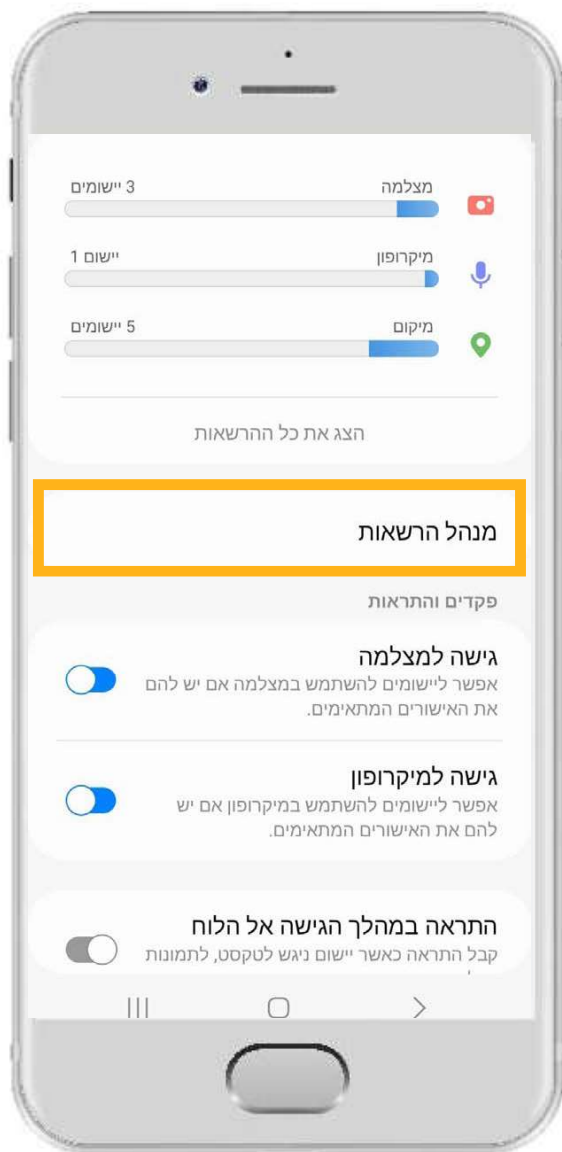 מצלמה 3 יישומים
מיקרופון יישום 1
מיקום 5 יישומים
הצג את כל ההרשאות
מנהל הרשאות
פקדים והתראות
גישה למצלמה
אפשר ליישומים להשתמש במצלמה אם יש להם
את האישורים המתאימים.
גישה למיקרופון
אפשר ליישומים להשתמש במיקרופון אם יש
להם את האישורים המתאימים.
התראה במהלך הגישה אל הלוח
קבל התראה כאשר יישום ניגש לטקסט, לתמונות